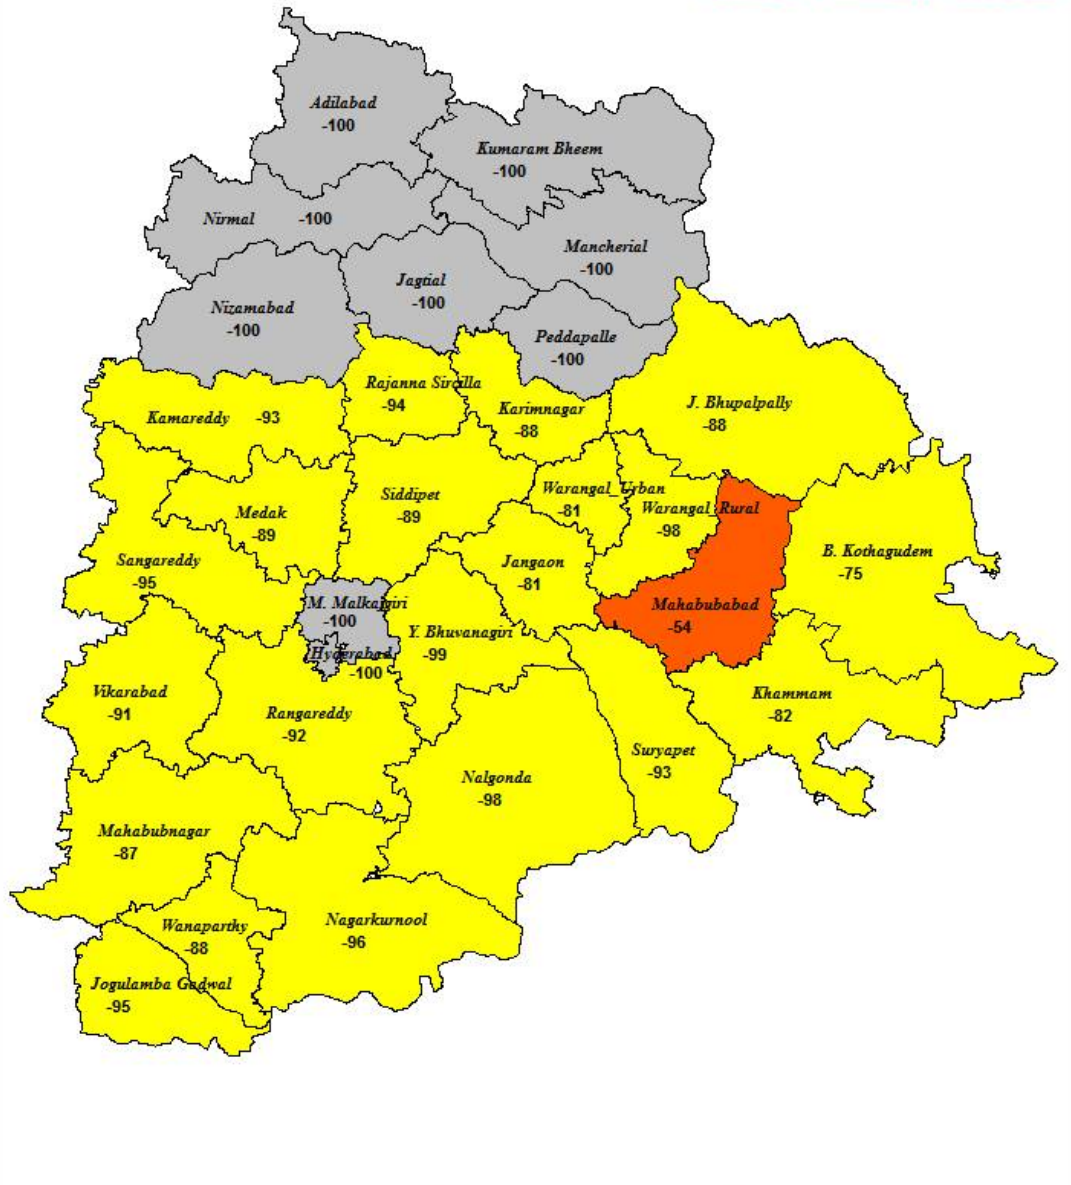 Adilabad
-100
Kumaram Bheem
-100
Nirmal -100
Mancherial
-100
Jagtial
-100
Nizamabad
-100
Peddapalle
-100
Rajanna Sircilla
-94
Kamareddy -93
Karimnagar
-88
J. Bhupalpally
-88
Siddipet
-89
Warangal_Urban
-81
Warangal_Rural
-98
Medak
-89
B. Kothagudem
-75
Sangareddy
-95
Jangaon
-81
M. Malkajgiri
-100
Mahabubabad
-54
Y. Bhuvanagiri
-99
Hyderabad
-100
Vikarabad
-91
Khammam
-82
Rangareddy
-92
Suryapet
-93
Nalgonda
-98
Mahabubnagar
-87
Wanaparthy
-88
Nagarkurnool
-96
Jogulamba Gadwal
-95